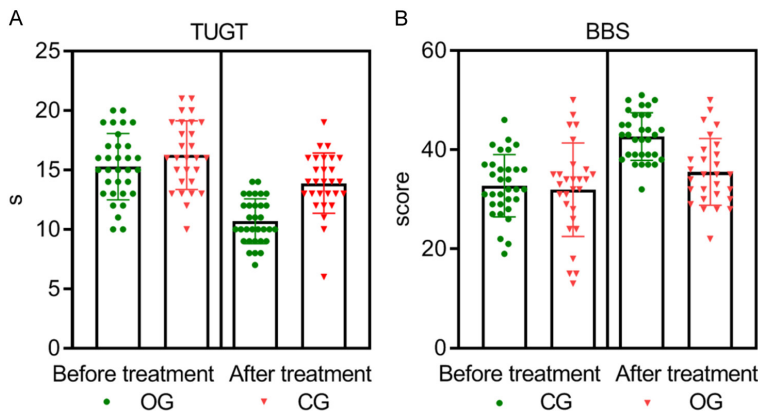 A
TUGT
25
20
15
10
5
0
s
Before treatment After treatment
OG CG
B
BBS
60
40
20
0
score
Before treatment After treatment
CG OG